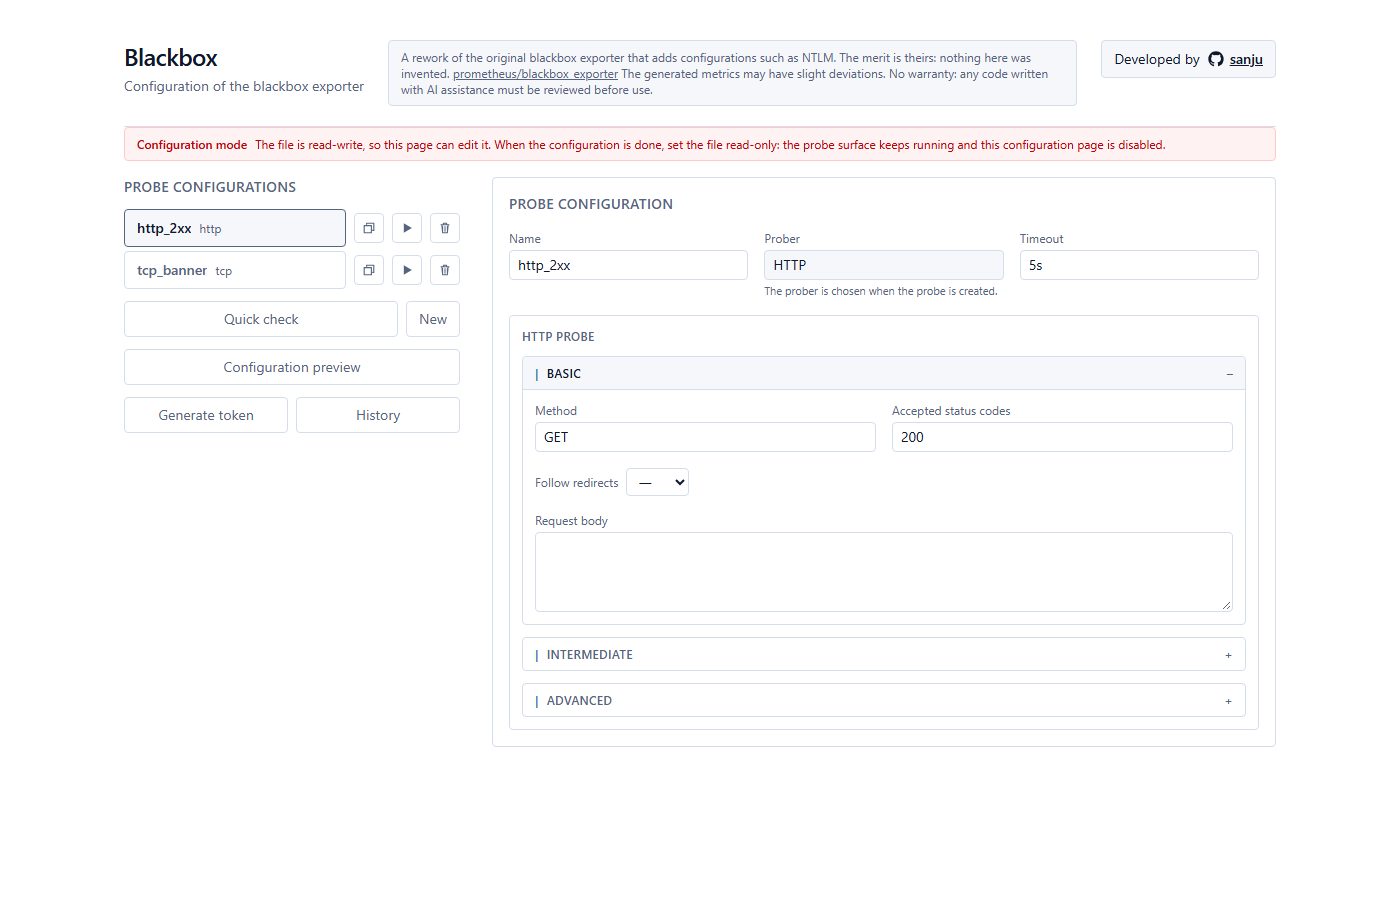 Blackbox
Configuration of the blackbox exporter
A rework of the original blackbox exporter that adds configurations such as NTLM. The merit is theirs: nothing here was
invented. prometheus/blackbox_exporter The generated metrics may have slight deviations. No warranty: any code written
with AI assistance must be reviewed before use.
Developed by sanju
Configuration mode The file is read-write, so this page can edit it. When the configuration is done, set the file read-only: the probe surface keeps running and this configuration page is disabled.
PROBE CONFIGURATIONS
http_2xx http
tcp_banner tcp
Quick check
New
Configuration preview
Generate token
History
PROBE CONFIGURATION
Name
Prober
Timeout
http_2xx
HTTP
5s
The prober is chosen when the probe is created.
HTTP PROBE
| BASIC −
Method
Accepted status codes
GET
200
Follow redirects —
Request body
| INTERMEDIATE +
| ADVANCED +